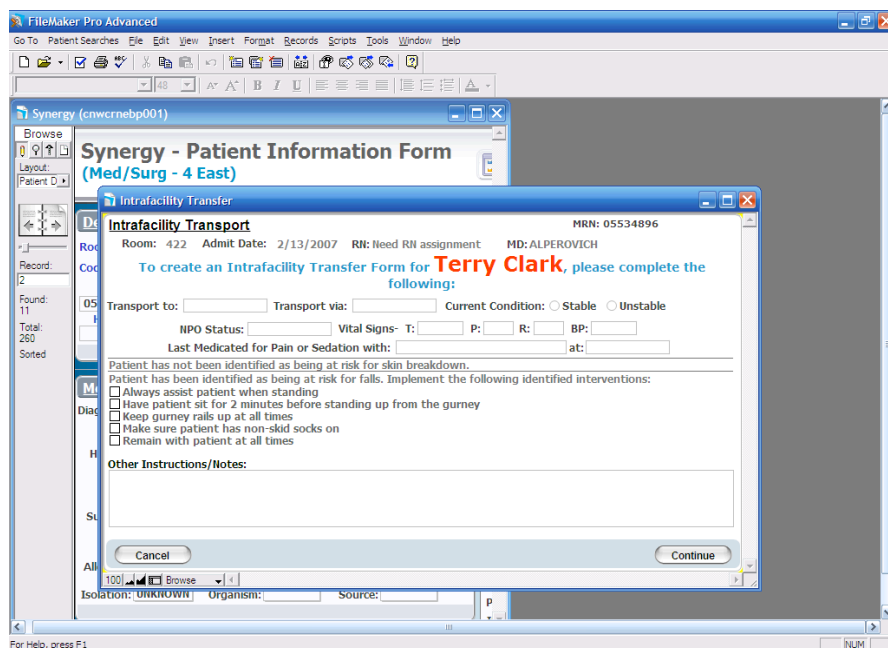 FileMaker Pro Advanced
Go To Patient Searches File Edit View Insert Format Records Scripts Tools Window Help
48
Synergy (cnwcrnebp001)
Browse
Layout:
Patient D
Record:
2
Found:
11
Total:
260
Sorted
Synergy - Patient Information Form
(Med/Surg - 4 East)
Intrafacility Transfer
Intrafacility Transport MRN: 05534896
Room: 422 Admit Date: 2/13/2007 RN: Need RN assignment MD: ALPEROVICH
To create an Intrafacility Transfer Form for Terry Clark, please complete the
following:
Transport to: Transport via: Current Condition: Stable Unstable
NPO Status: Vital Signs- T: P: R: BP:
Last Medicated for Pain or Sedation with: at:
Patient has not been identified as being at risk for skin breakdown.
Patient has been identified as being at risk for falls. Implement the following identified interventions:
Always assist patient when standing
Have patient sit for 2 minutes before standing up from the gurney
Keep gurney rails up at all times
Make sure patient has non-skid socks on
Remain with patient at all times
Other Instructions/Notes:
Cancel Continue
100 Browse
Isolation: UNKNOWN Organism: Source:
For Help, press F1 NUM